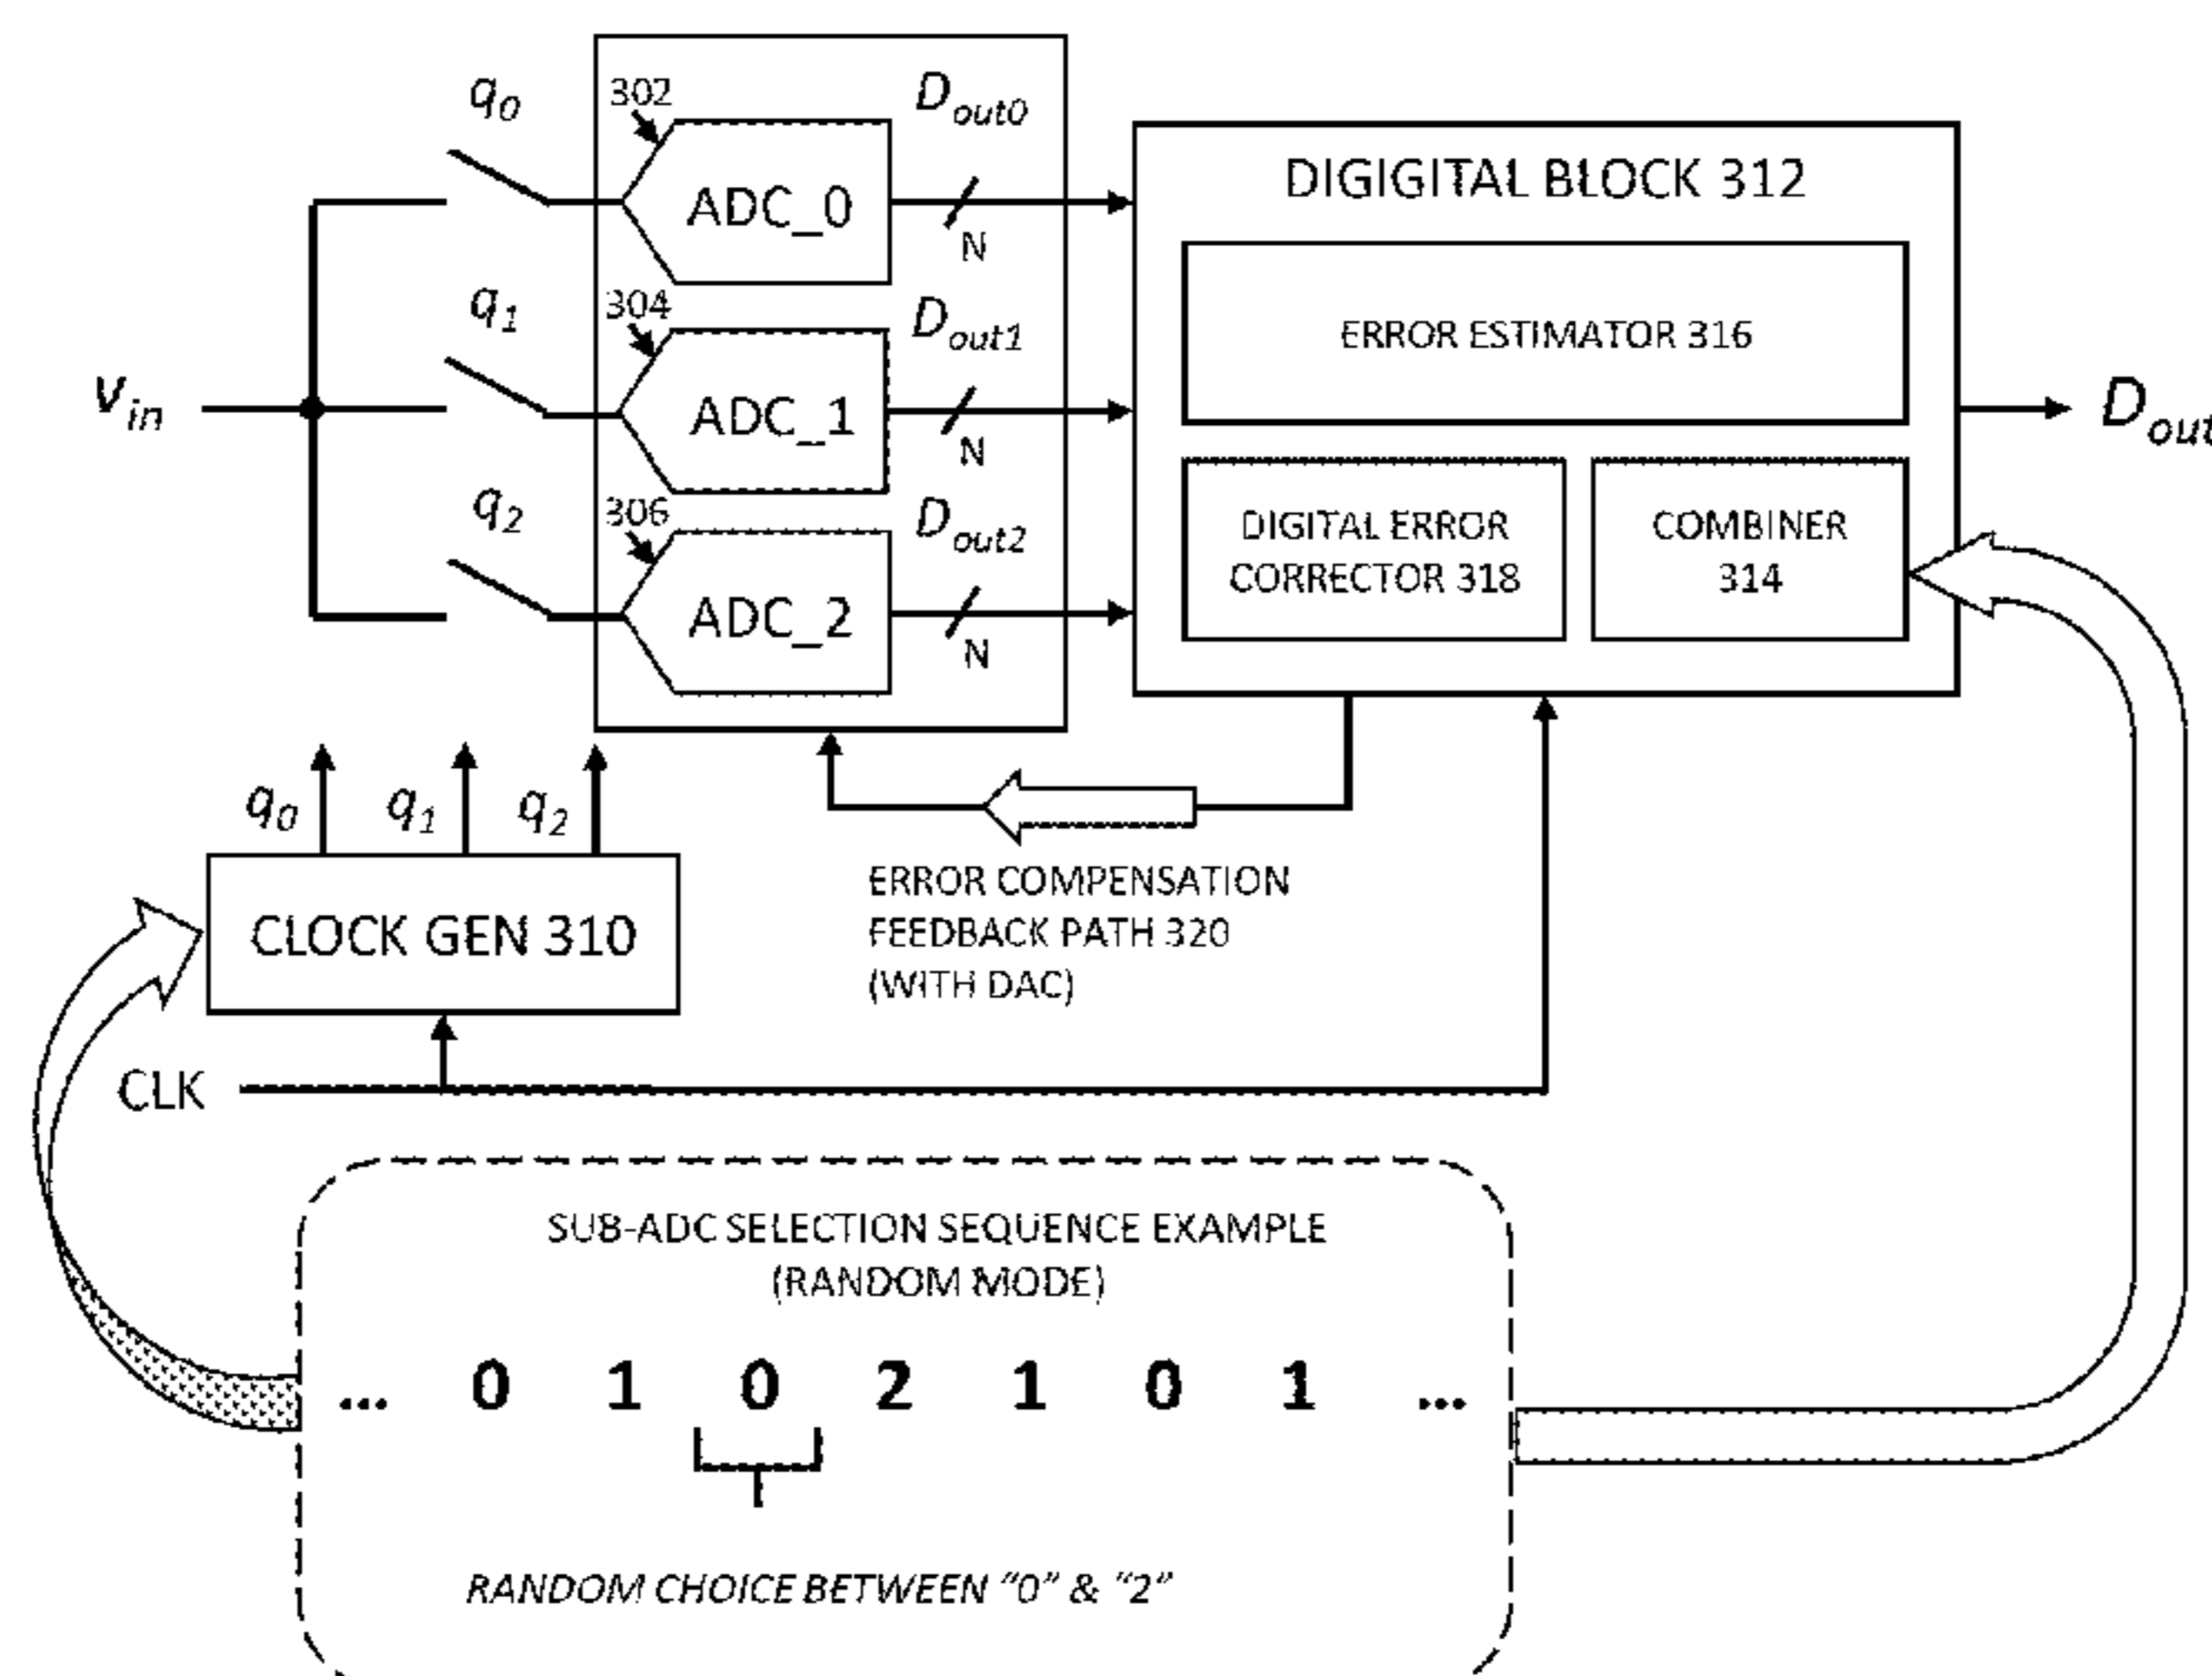 q0
302
Dout0
ADC_0
N
DIGIGITAL BLOCK 312
q1
304
Dout1
ERROR ESTIMATOR 316
Vin
ADC_1
N
Dout
q2
306
Dout2
DIGITAL ERROR
CORRECTOR 318
COMBINER
314
ADC_2
N
q0
q1
q2
CLOCK GEN 310
ERROR COMPENSATION
FEEDBACK PATH 320
(WITH DAC)
CLK
SUB-ADC SELECTION SEQUENCE EXAMPLE
(RANDOM MODE)
... 0 1 0 2 1 0 1 ...
RANDOM CHOICE BETWEEN “0” & “2”